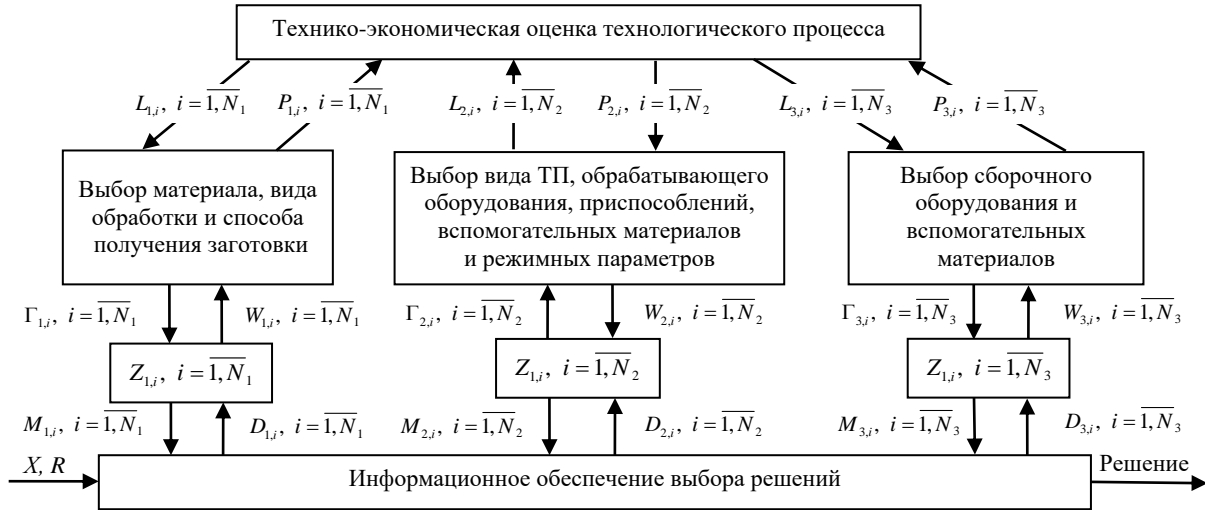 Технико-экономическая оценка технологического процесса
L₁,ᵢ, i = 1, N₁ P₁,ᵢ, i = 1, N₁ L₂,ᵢ, i = 1, N₂ P₂,ᵢ, i = 1, N₂ L₃,ᵢ, i = 1, N₃ P₃,ᵢ, i = 1, N₃
Выбор материала, вида
обработки и способа
получения заготовки
Выбор вида ТП, обрабатывающего
оборудования, приспособлений,
вспомогательных материалов
и режимных параметров
Выбор сборочного
оборудования и
вспомогательных
материалов
Γ₁,ᵢ, i = 1, N₁ W₁,ᵢ, i = 1, N₁ Γ₂,ᵢ, i = 1, N₂ W₂,ᵢ, i = 1, N₂ Γ₃,ᵢ, i = 1, N₃ W₃,ᵢ, i = 1, N₃
Z₁,ᵢ, i = 1, N₁ Z₁,ᵢ, i = 1, N₂ Z₁,ᵢ, i = 1, N₃
M₁,ᵢ, i = 1, N₁ D₁,ᵢ, i = 1, N₁ M₂,ᵢ, i = 1, N₂ D₂,ᵢ, i = 1, N₂ M₃,ᵢ, i = 1, N₃ D₃,ᵢ, i = 1, N₃
X, R Информационное обеспечение выбора решений Решение